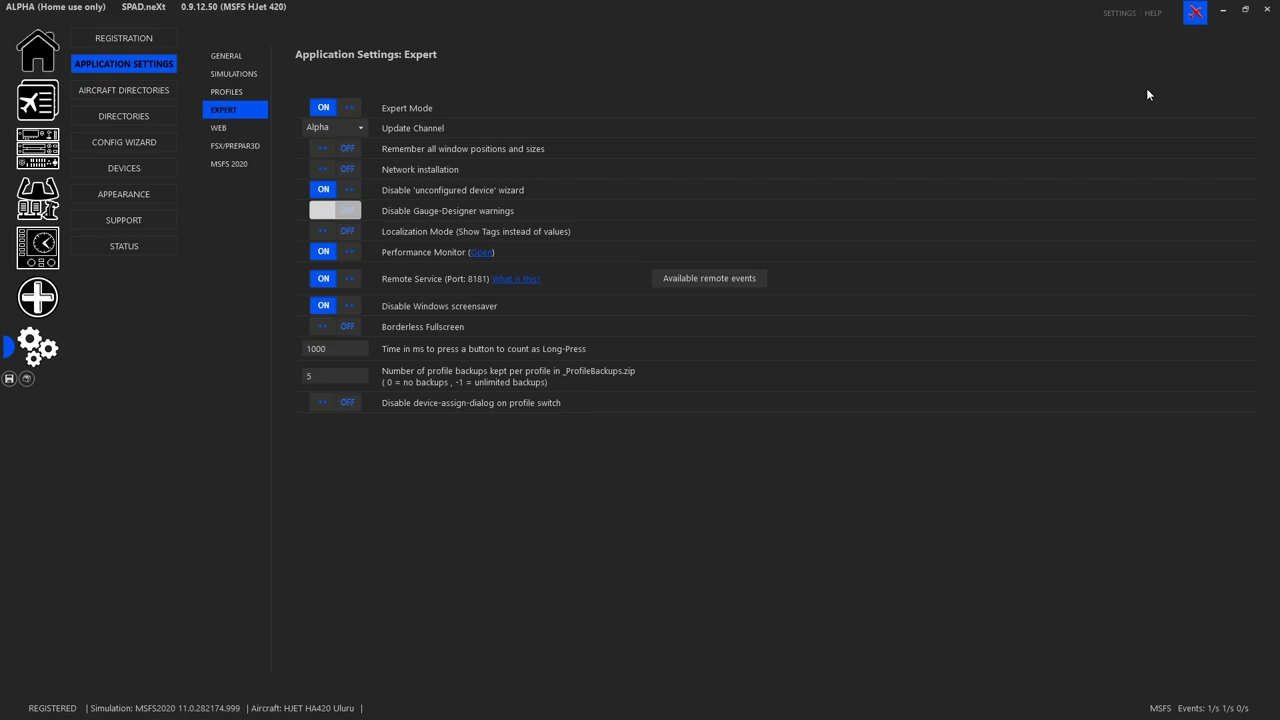 ALPHA (Home use only) SPAD.neXt 0.9.12.50 (MSFS HJet 420)
SETTINGS | HELP
REGISTRATION
APPLICATION SETTINGS
AIRCRAFT DIRECTORIES
DIRECTORIES
CONFIG WIZARD
DEVICES
APPEARANCE
SUPPORT
STATUS
GENERAL
SIMULATIONS
PROFILES
EXPERT
WEB
FSX/PREPAR3D
MSFS 2020
Application Settings: Expert
ON Expert Mode
Alpha Update Channel
OFF Remember all window positions and sizes
OFF Network installation
ON Disable 'unconfigured device' wizard
OFF Disable Gauge-Designer warnings
OFF Localization Mode (Show Tags instead of values)
ON Performance Monitor (Open)
ON Remote Service (Port: 8181) What is this? Available remote events
ON Disable Windows screensaver
OFF Borderless Fullscreen
1000 Time in ms to press a button to count as Long-Press
5 Number of profile backups kept per profile in _ProfileBackups.zip
( 0 = no backups , -1 = unlimited backups)
OFF Disable device-assign-dialog on profile switch
REGISTERED | Simulation: MSFS2020 11.0.282174.999 | Aircraft: HJET HA420 Uluru |
MSFS Events: 1/s 1/s 0/s